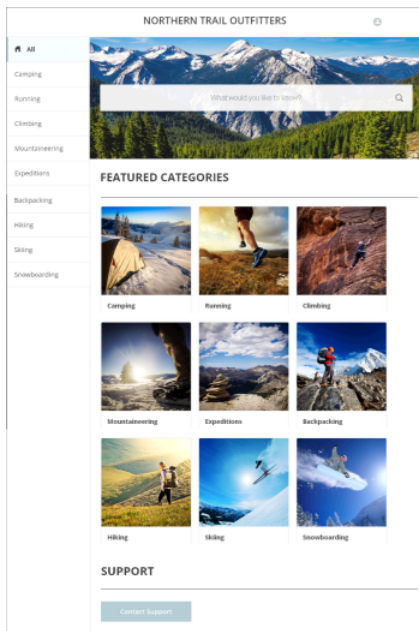 NORTHERN TRAIL OUTFITTERS
All
Camping
Running
Climbing
Mountaineering
Expeditions
Backpacking
Hiking
Skiing
Snowboarding
What would you like to know?
FEATURED CATEGORIES
Camping
Running
Climbing
Mountaineering
Expeditions
Backpacking
Hiking
Skiing
Snowboarding
SUPPORT
Contact Support